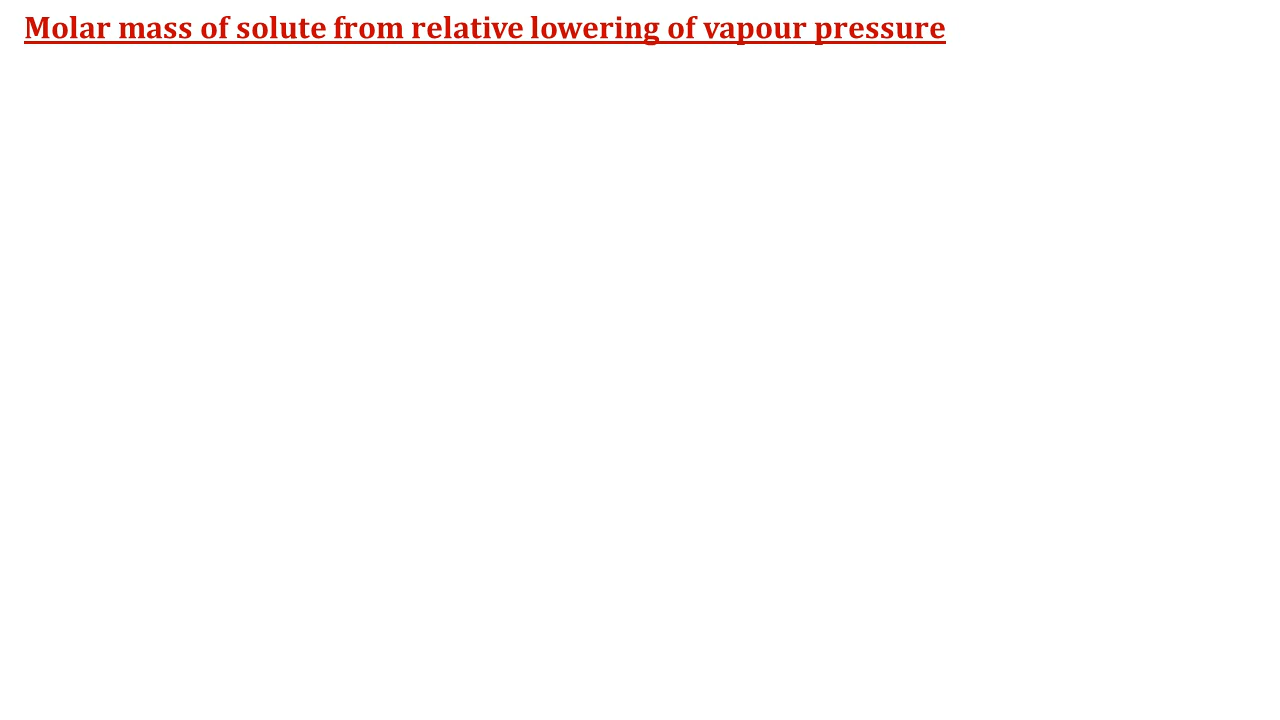 Molar mass of solute from relative lowering of vapour pressure